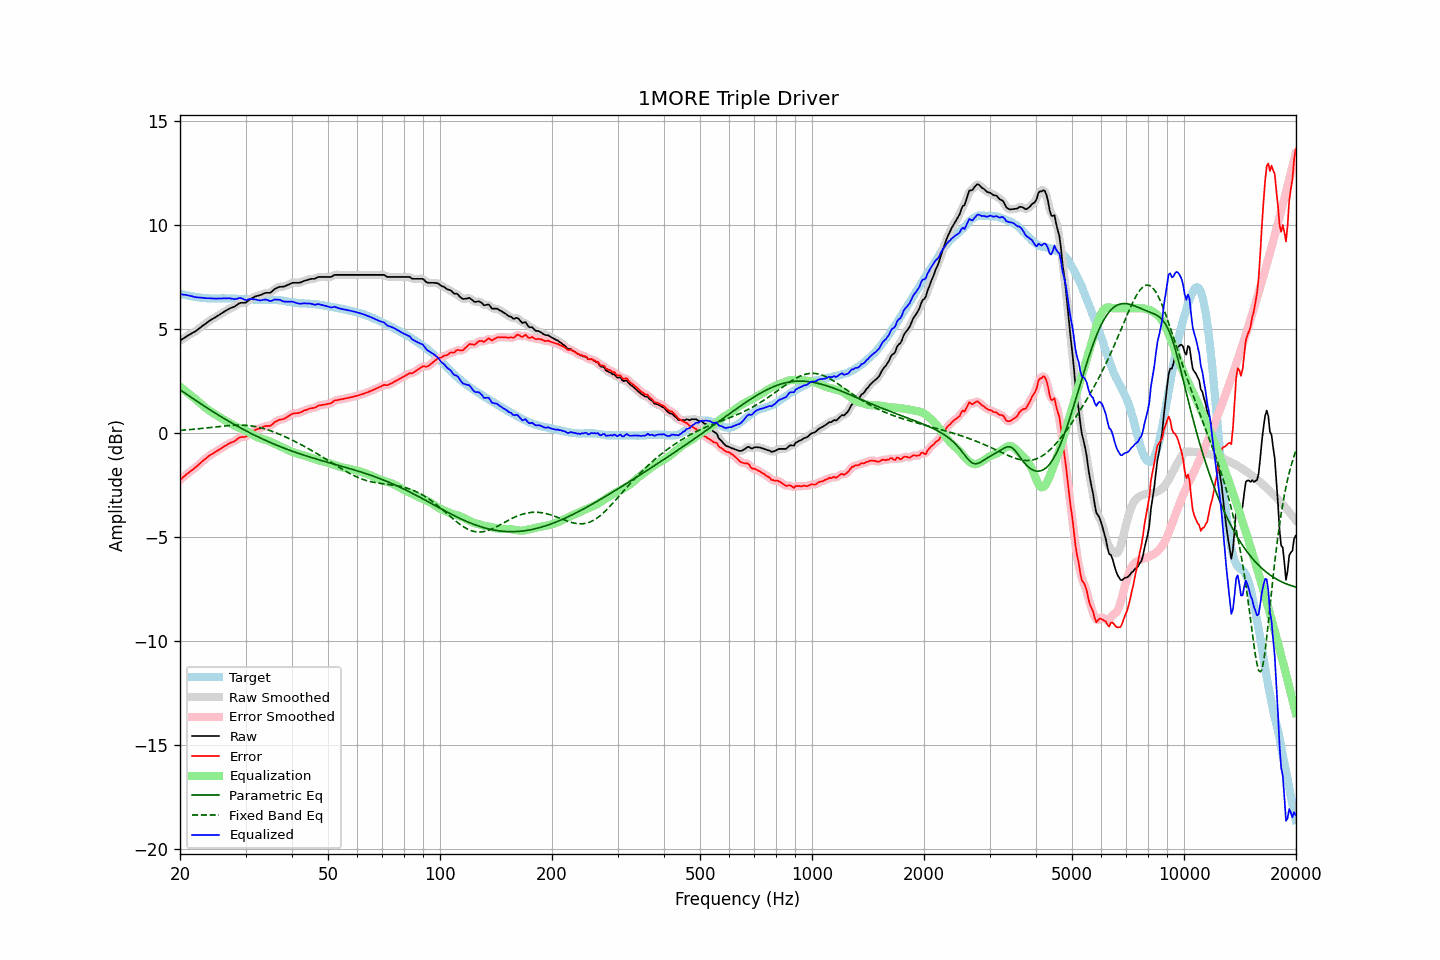 1MORE Triple Driver
Amplitude (dBr)
15
10
5
0
−5
−10
−15
−20
Target
Raw Smoothed
Error Smoothed
Raw
Error
Equalization
Parametric Eq
Fixed Band Eq
Equalized
20
50
100
200
500
1000
2000
5000
10000
20000
Frequency (Hz)